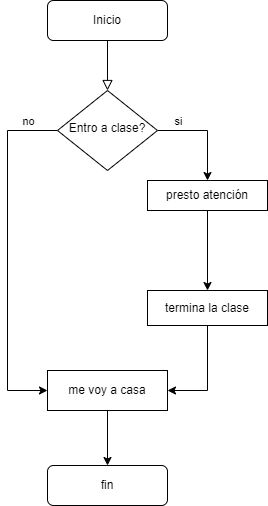 Inicio
Entro a clase?
no
si
presto atención
termina la clase
me voy a casa
fin